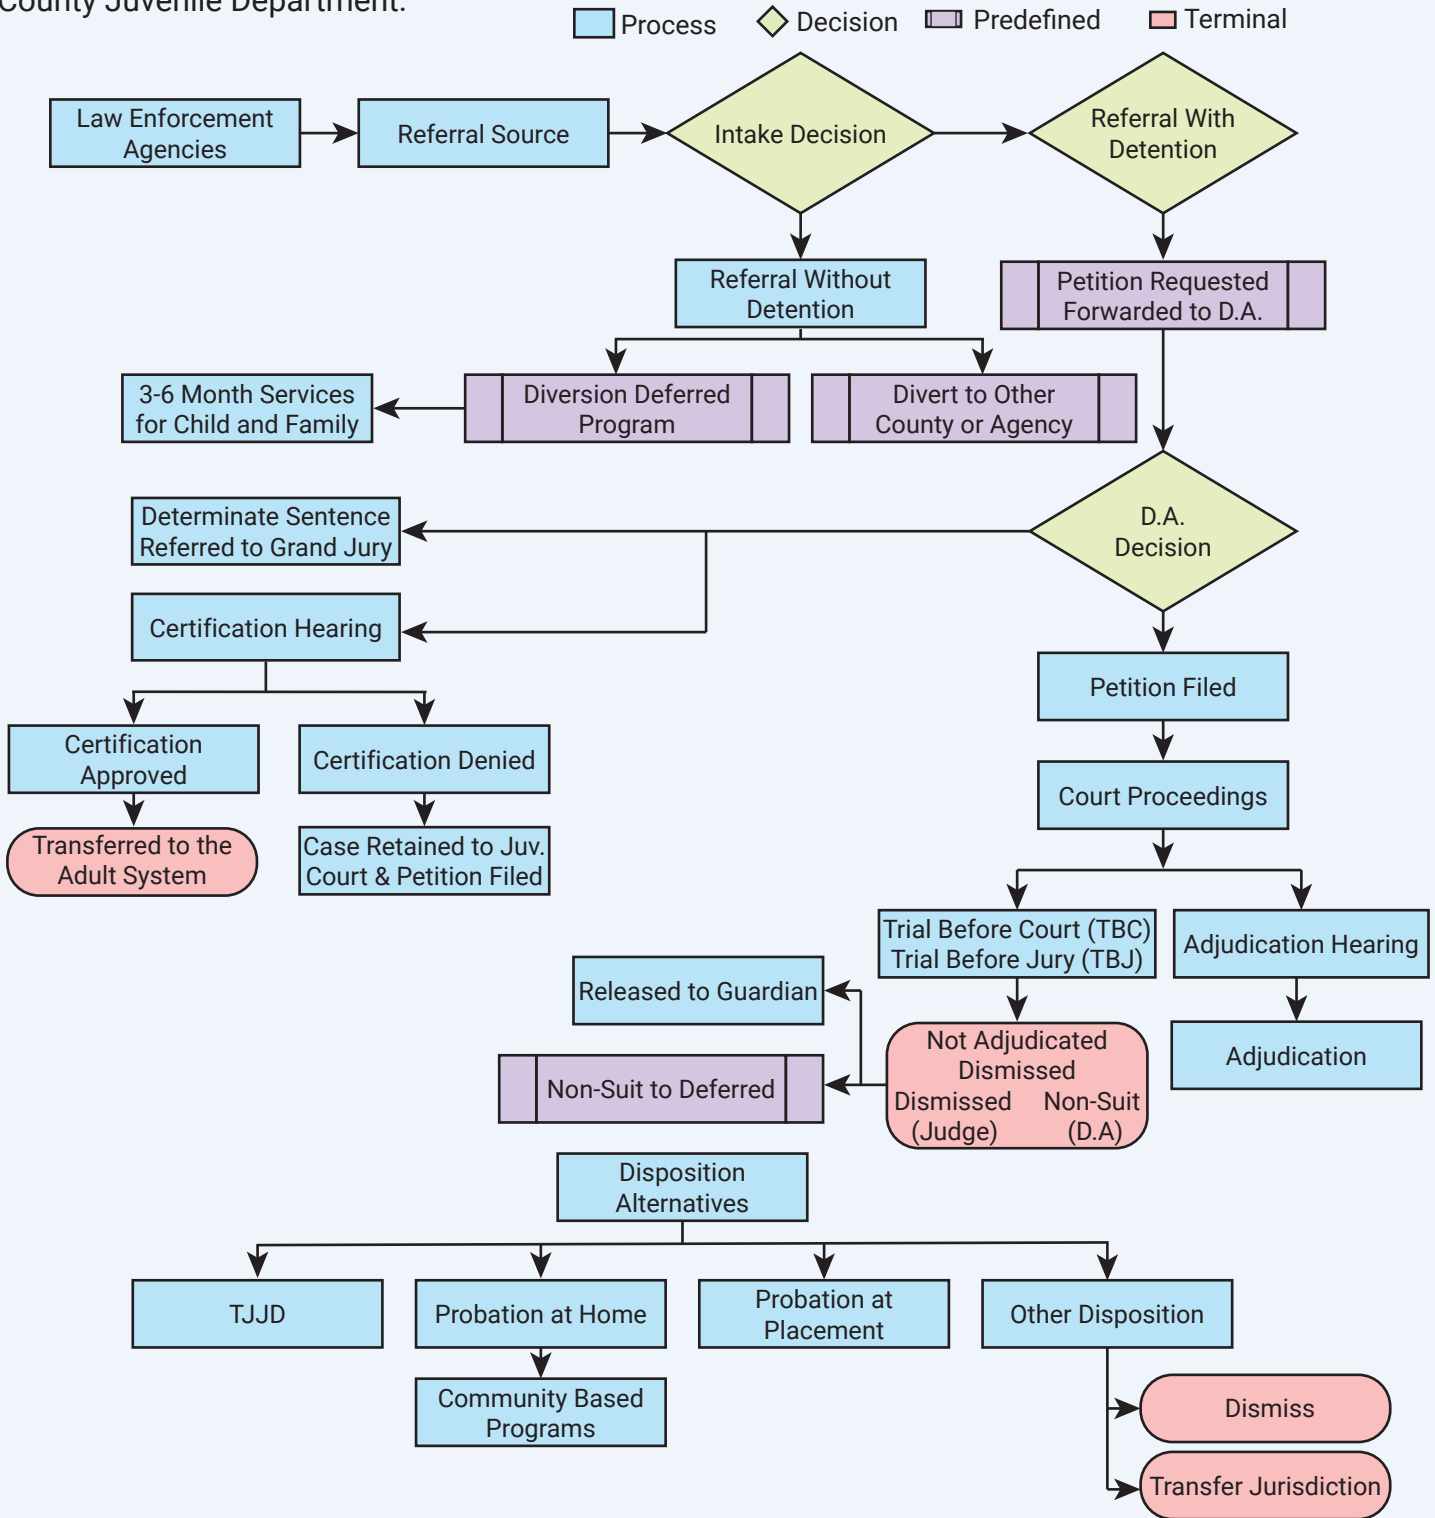 County Juvenile Department.
Process
Decision
Predefined
Terminal
Law Enforcement
Agencies
Referral Source
Intake Decision
Referral With
Detention
Referral Without
Detention
Petition Requested
Forwarded to D.A.
3-6 Month Services
for Child and Family
Diversion Deferred
Program
Divert to Other
County or Agency
Determinate Sentence
Referred to Grand Jury
D.A.
Decision
Certification Hearing
Petition Filed
Certification
Approved
Certification Denied
Court Proceedings
Transferred to the
Adult System
Case Retained to Juv.
Court & Petition Filed
Trial Before Court (TBC)
Trial Before Jury (TBJ)
Adjudication Hearing
Released to Guardian
Not Adjudicated
Dismissed
Dismissed
(Judge)
Non-Suit
(D.A)
Adjudication
Non-Suit to Deferred
Disposition
Alternatives
TJJD
Probation at Home
Probation at
Placement
Other Disposition
Community Based
Programs
Dismiss
Transfer Jurisdiction